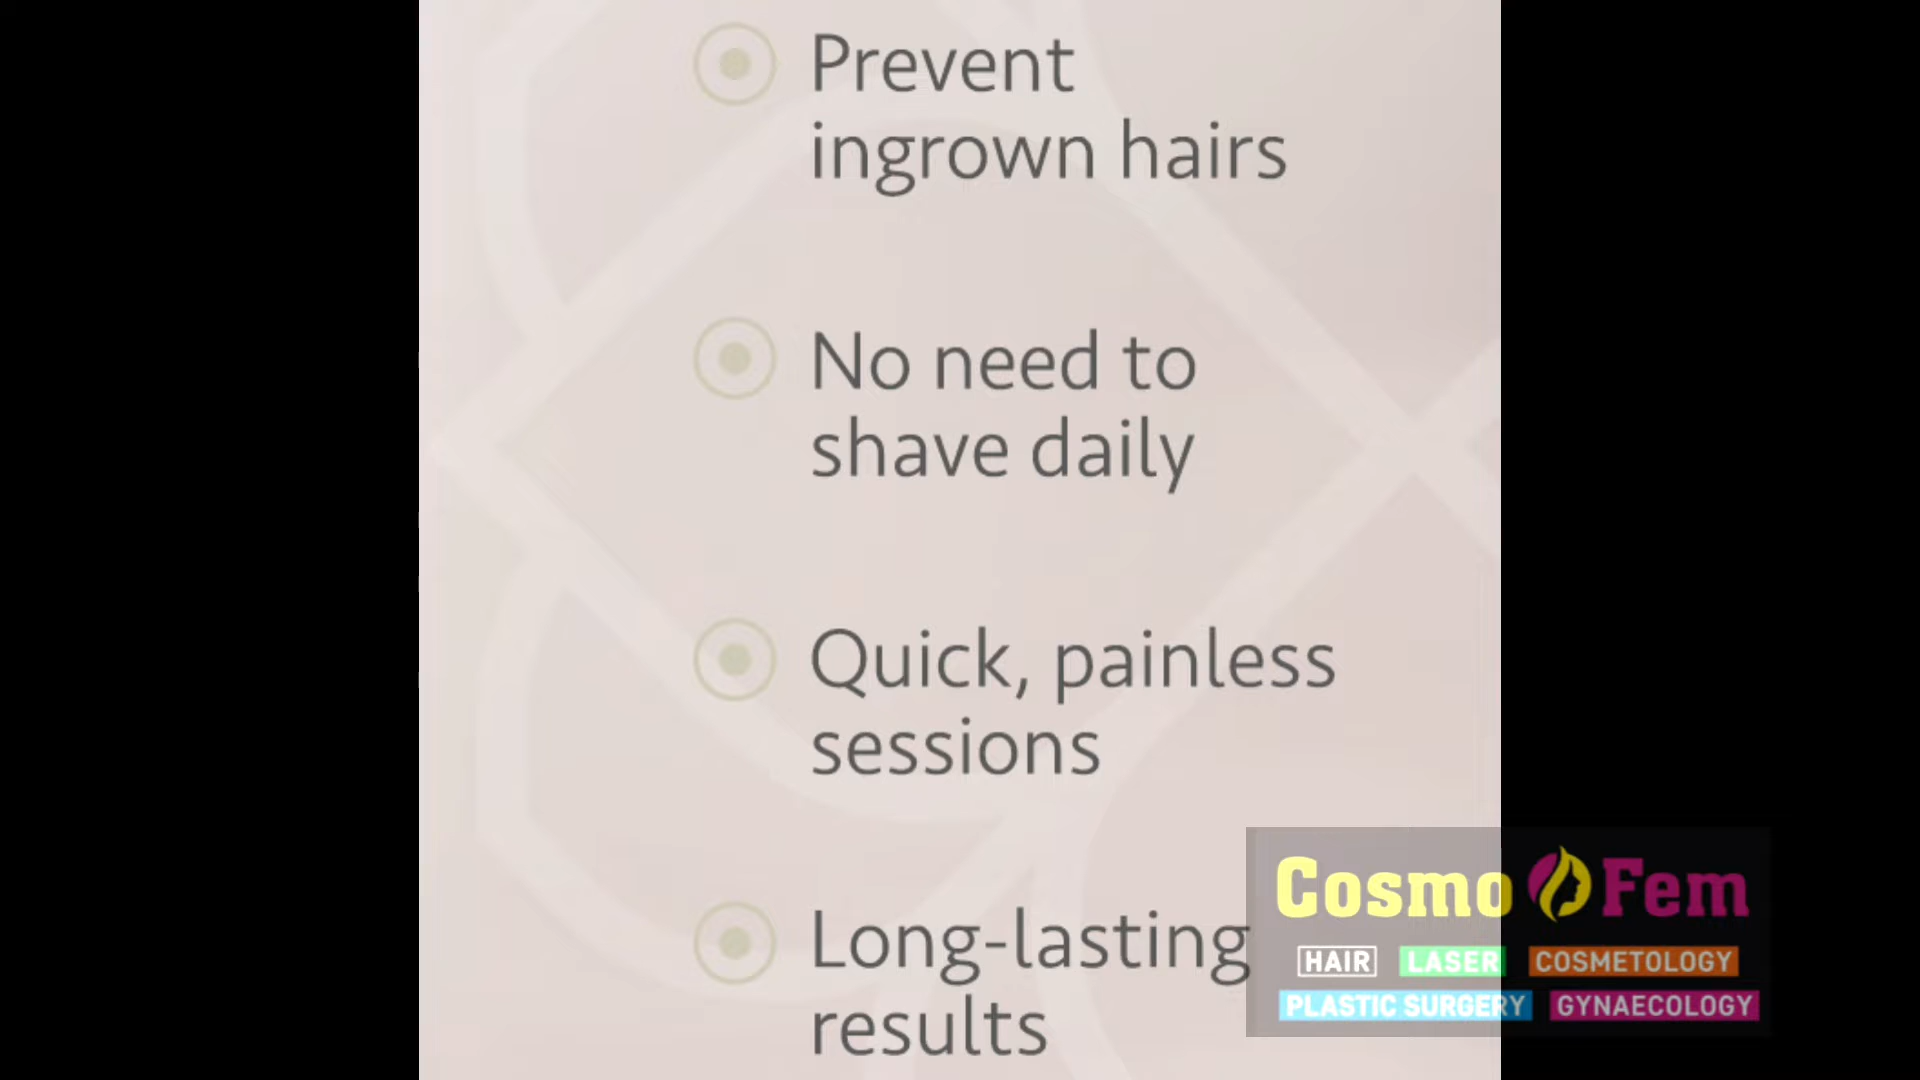 Prevent
ingrown hairs
No need to
shave daily
Quick, painless
sessions
Long-lasting
results
Cosmo Fem
HAIR LASER COSMETOLOGY
PLASTIC SURGERY GYNAECOLOGY